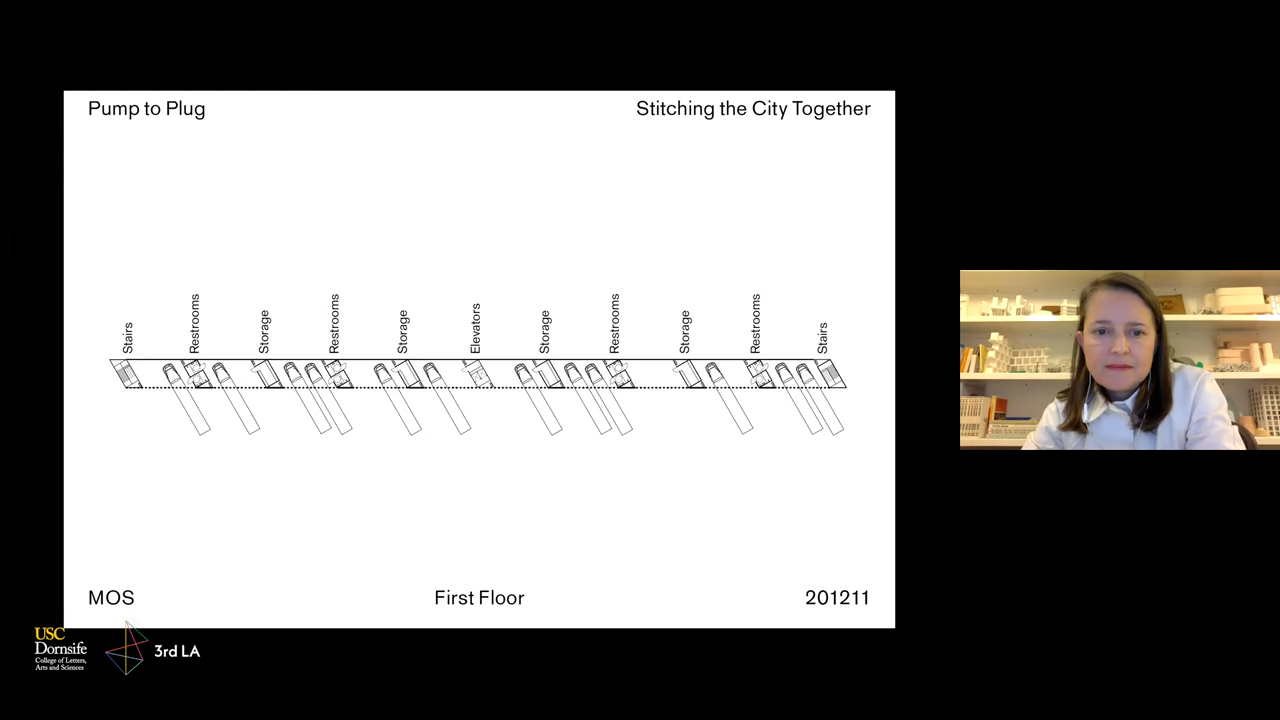 Pump to Plug
Stitching the City Together
Stairs
Restrooms
Storage
Restrooms
Storage
Elevators
Storage
Restrooms
Storage
Restrooms
Stairs
MOS
First Floor
201211
USC
Dornsife
College of Letters,
Arts and Sciences
3rd LA